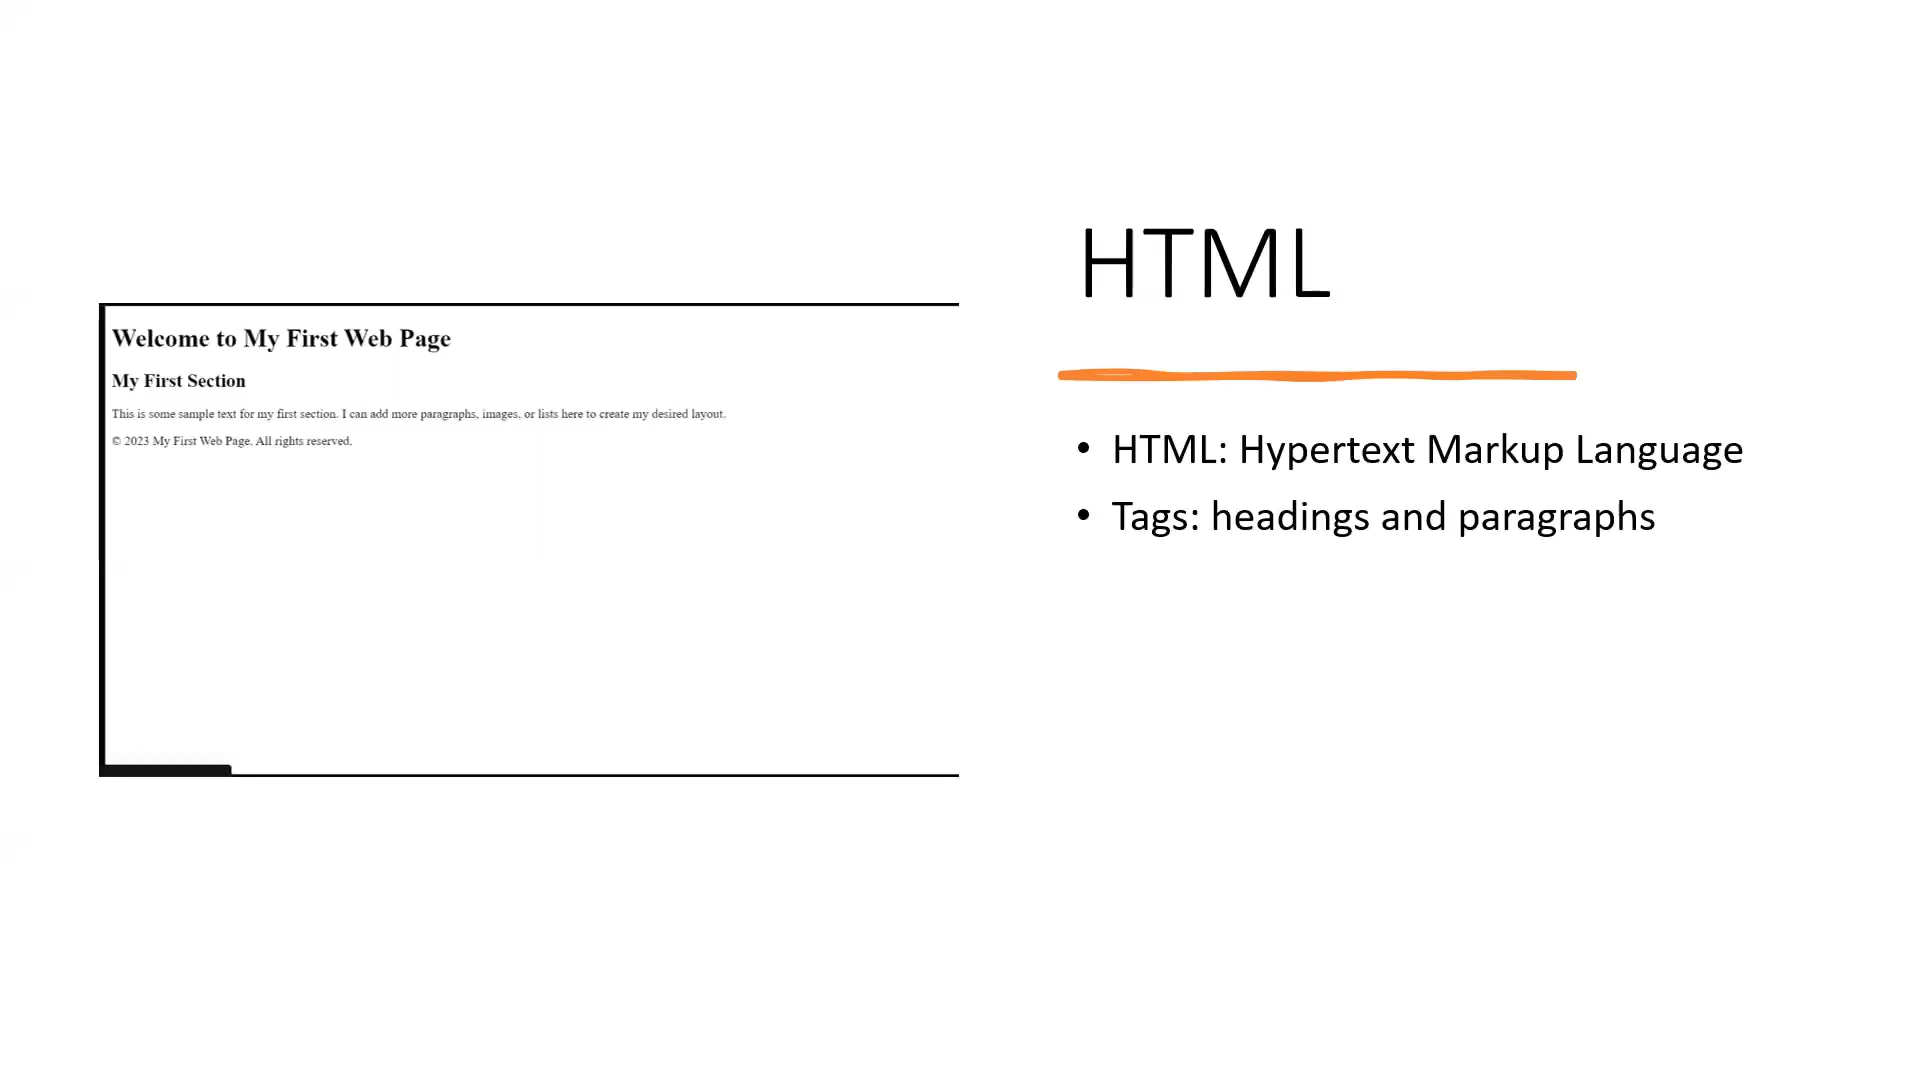 Welcome to My First Web Page
My First Section
This is some sample text for my first section. I can add more paragraphs, images, or lists here to create my desired layout.
© 2023 My First Web Page. All rights reserved.
HTML
• HTML: Hypertext Markup Language
• Tags: headings and paragraphs